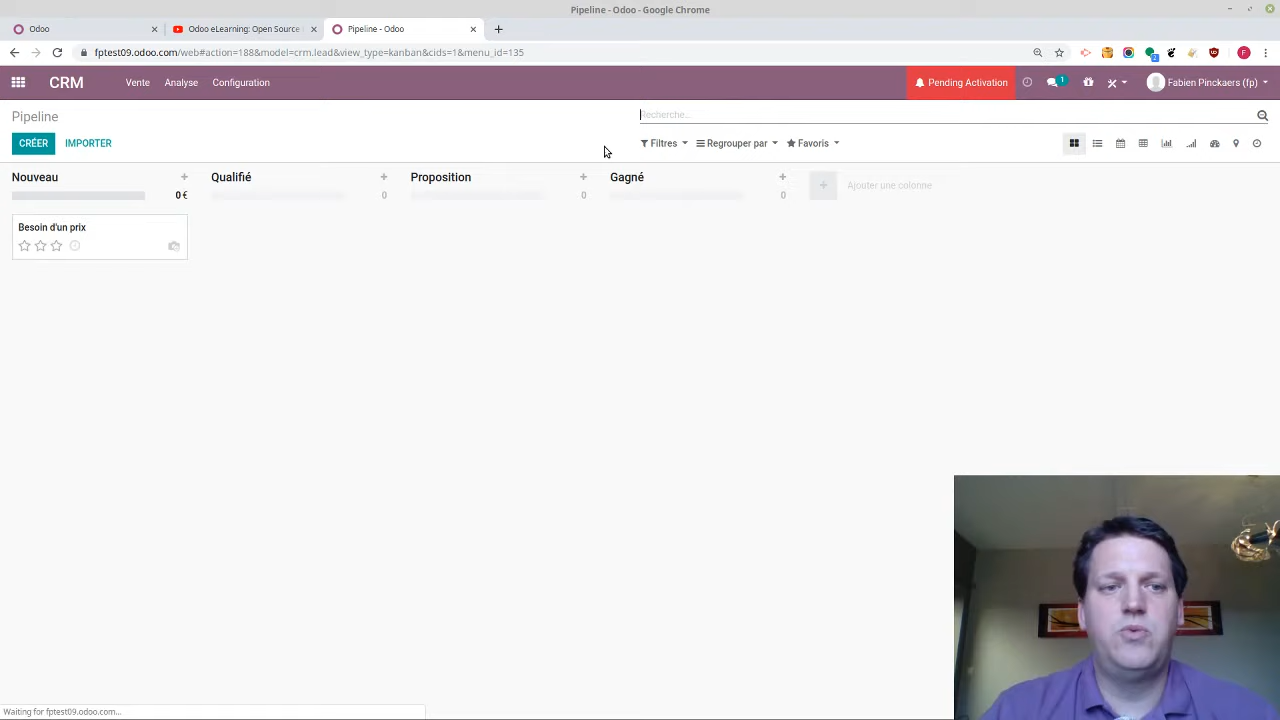 Pipeline - Odoo - Google Chrome
Odoo
Odoo eLearning: Open Source
Pipeline - Odoo
fptest09.odoo.com/web#action=188&model=crm.lead&view_type=kanban&cids=1&menu_id=135
CRM Vente Analyse Configuration
Pending Activation
1
Fabien Pinckaers (fp)
Pipeline
Recherche...
CRÉER IMPORTER
Filtres Regrouper par Favoris
Nouveau
0 €
Qualifié
0
Proposition
0
Gagné
0
Ajouter une colonne
Besoin d'un prix
Waiting for fptest09.odoo.com...